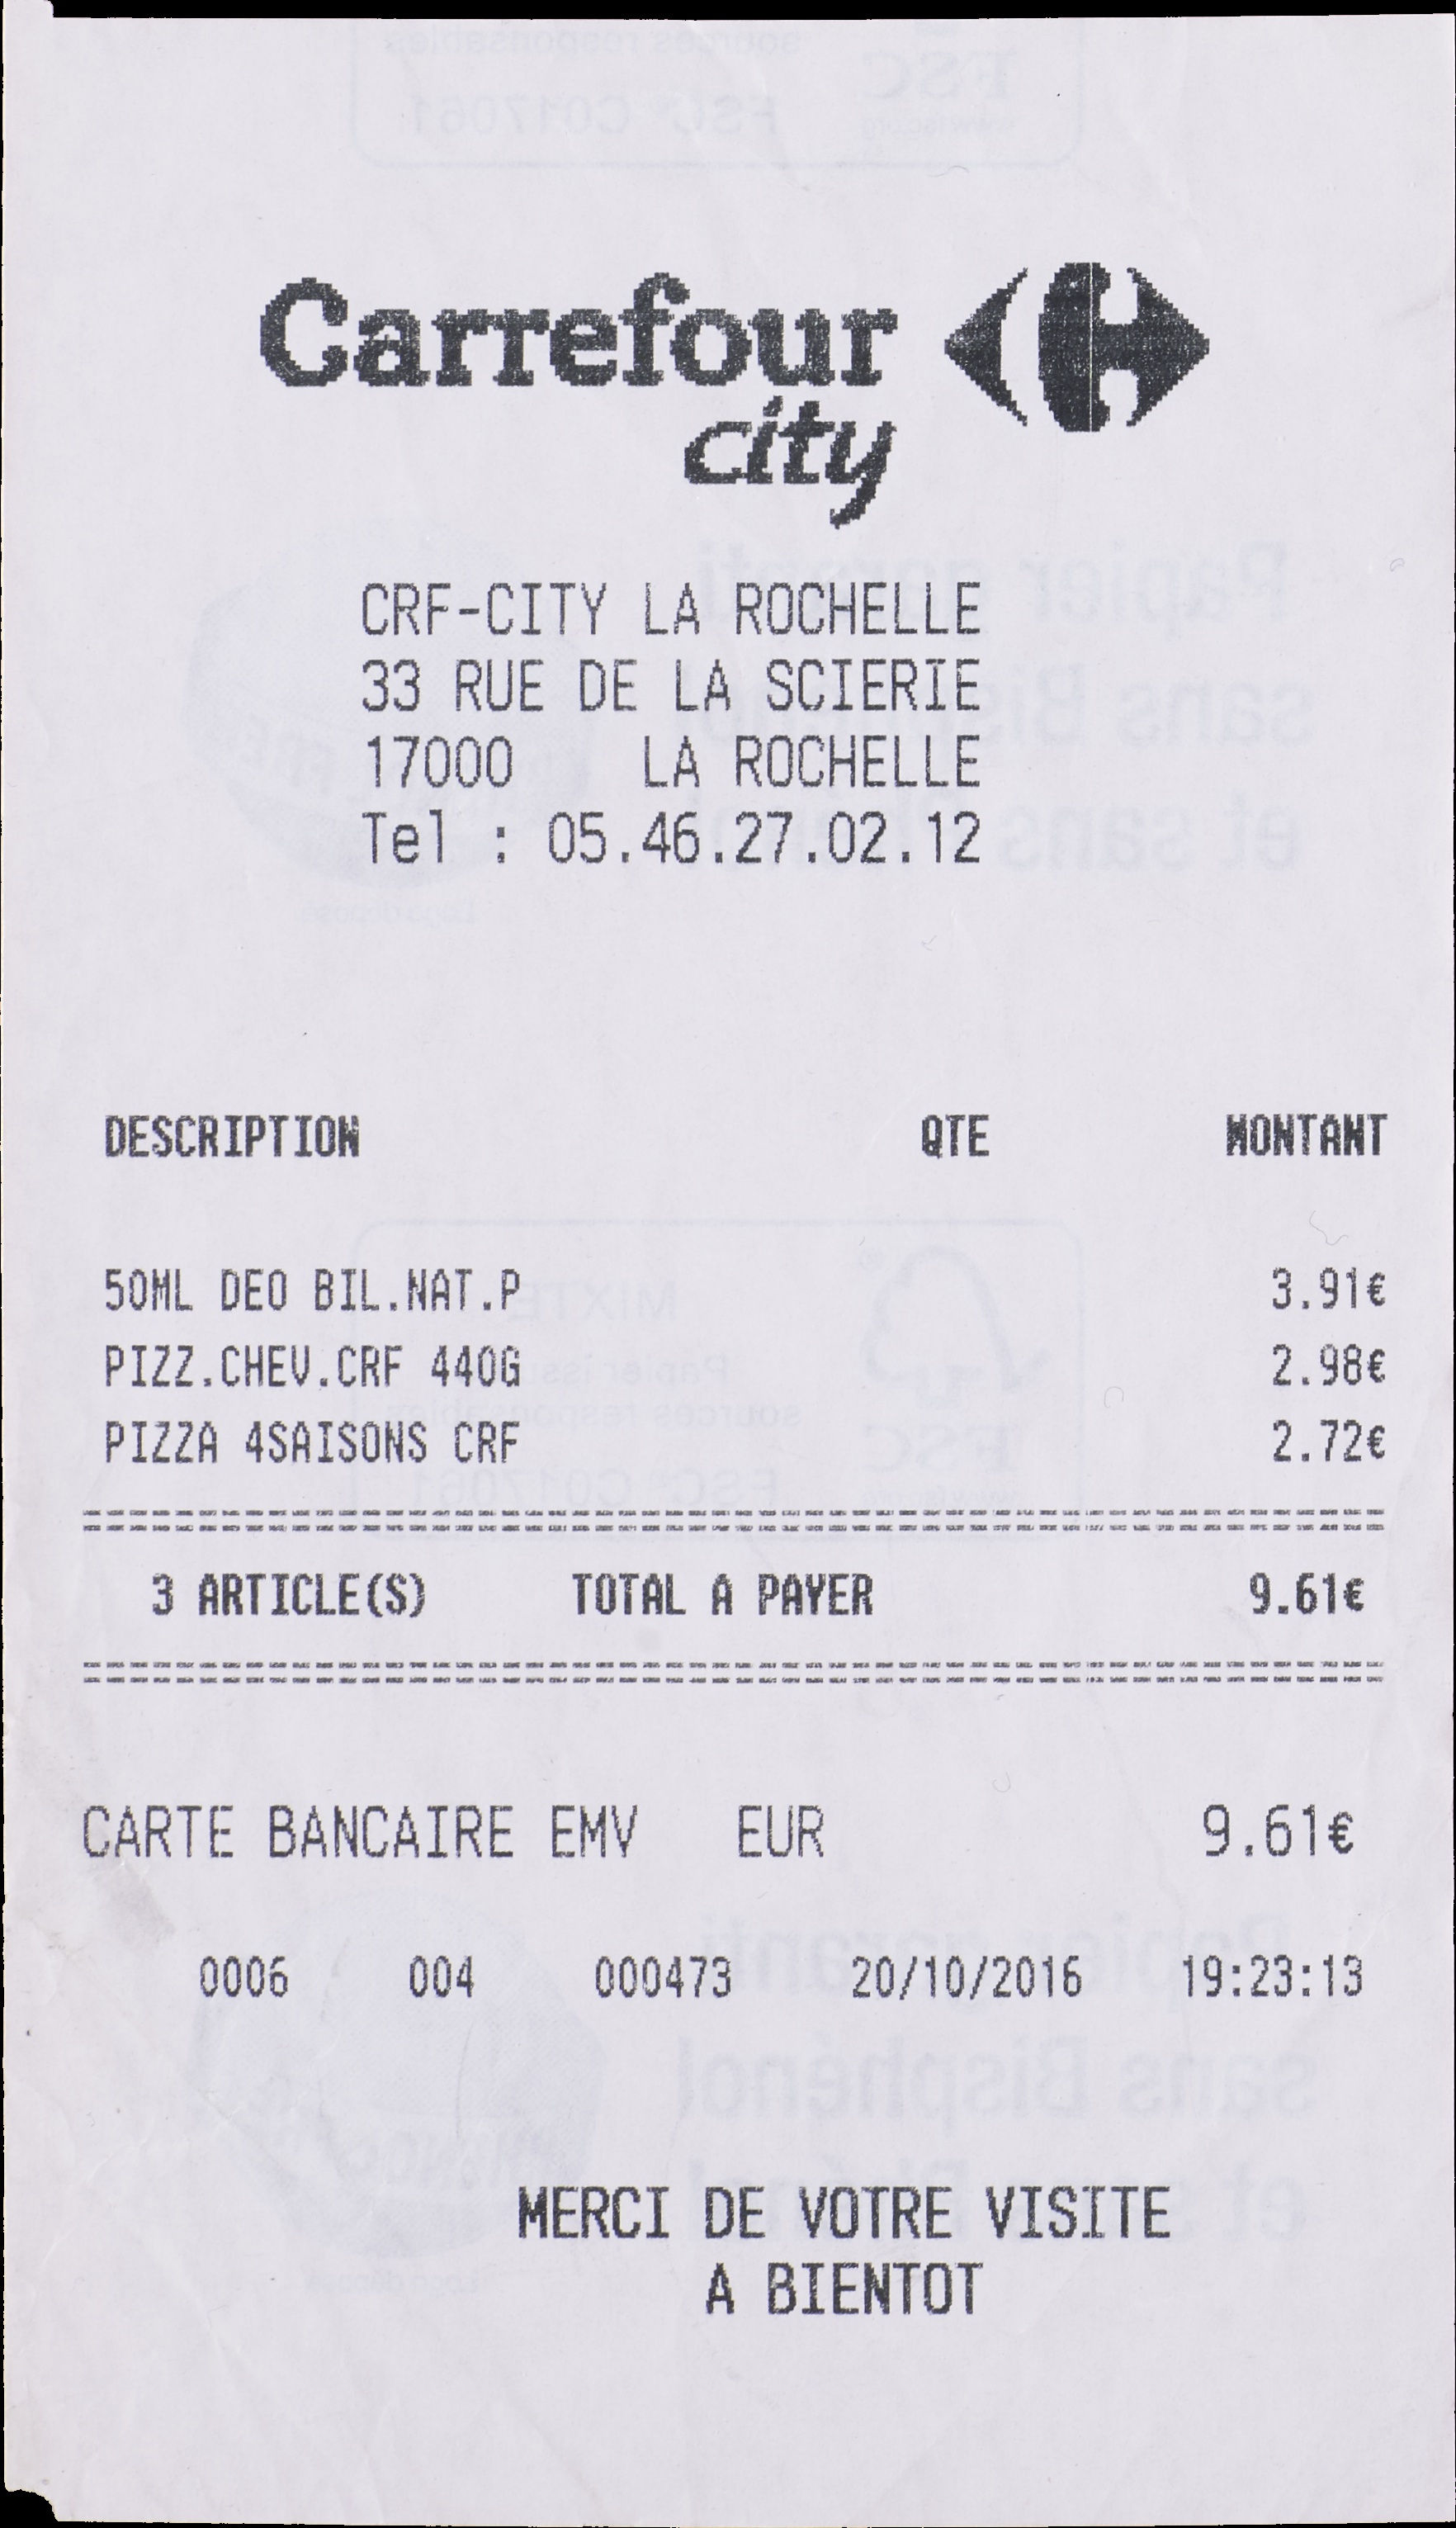 Carrefour
city
CRF-CITY LA ROCHELLE
33 RUE DE LA SCIERIE
17000 LA ROCHELLE
Tel : 05.46.27.02.12
DESCRIPTION QTE MONTANT
50ML DEO BIL.NAT.P 3.91€
PIZZ.CHEV.CRF 440G 2.98€
PIZZA 4SAISONS CRF 2.72€
3 ARTICLE(S) TOTAL A PAYER 9.61€
CARTE BANCAIRE EMV EUR 9.61€
0006 004 000473 20/10/2016 19:23:13
MERCI DE VOTRE VISITE
A BIENTOT